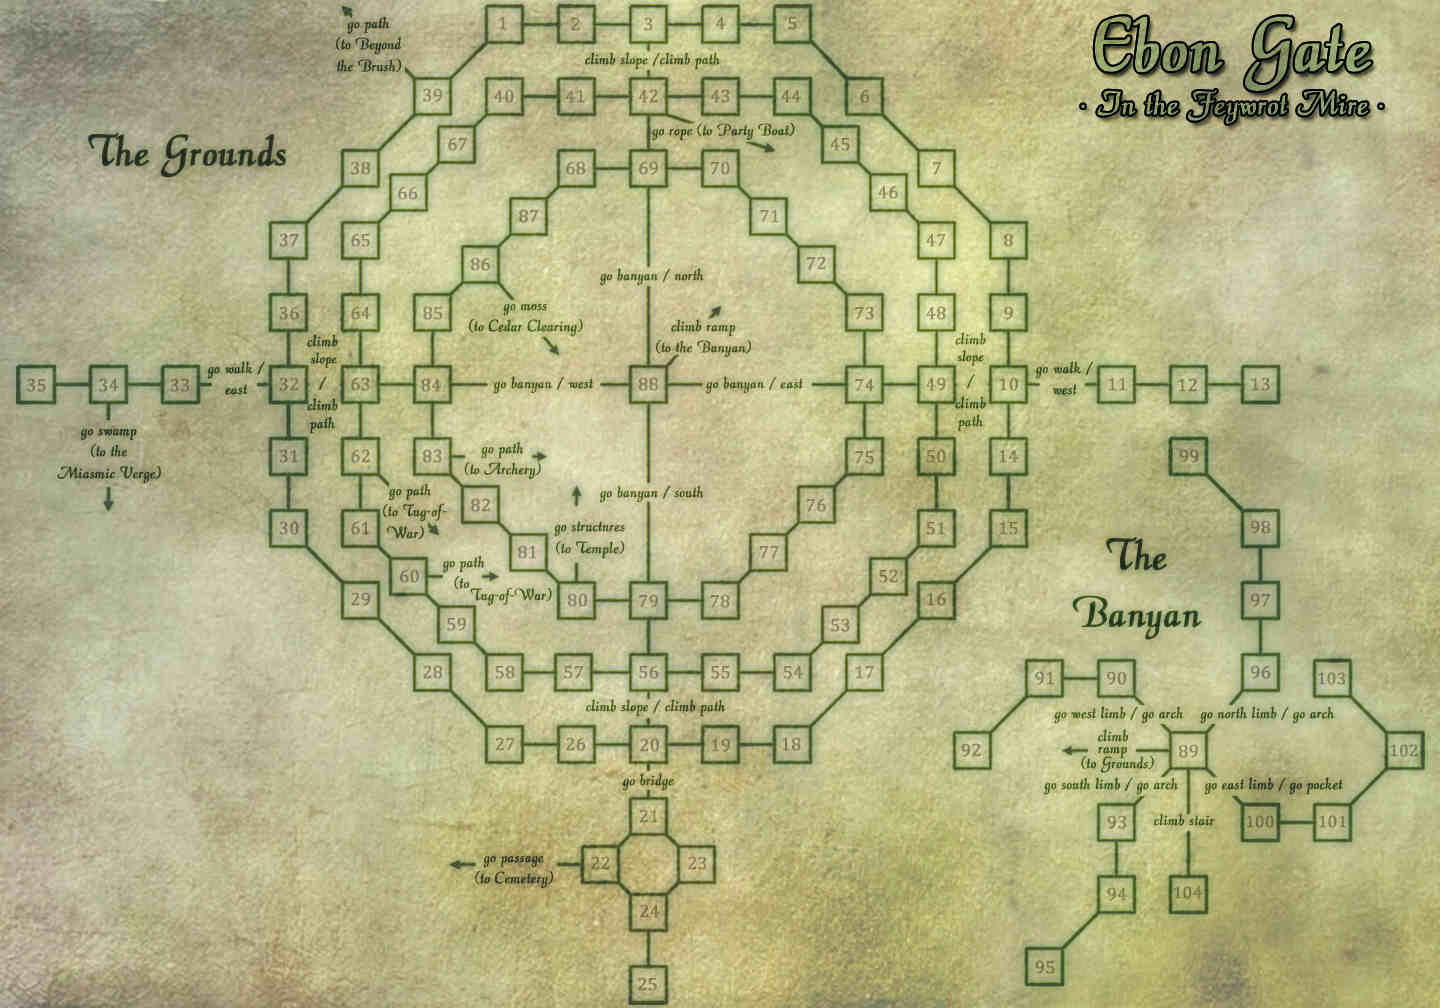 Ebon Gate
· In the Feywrot Mire ·
The Grounds
go path
(to Beyond
the Brush)
1 2 3 4 5
climb slope /climb path
39 40 41 42 43 44 6
go rope (to Party Boat)
67 45
38 68 69 70 7
66 46
87 71
37 65 47 8
86 72
go banyan / north
go moss
(to Cedar Clearing)
36 64 85 73 48 9
climb ramp
(to the Banyan)
climb
slope
/
climb
path
climb
slope
/
climb
path
35 34 33
go walk /
east
32 63 84
go banyan / west
88
go banyan / east
74 49 10
go walk /
west
11 12 13
go swamp
(to the
Miasmic Verge)
31 62 83
go path
(to Archery)
75 50 14
go path
(to Tug-of-
War)
82
go banyan / south
76
30 61
go structures
(to Temple)
51 15
81 77
60
go path
(to
Tug-of-War)
52
29 80 79 78 16
59 53
28 58 57 56 55 54 17
climb slope / climb path
27 26 20 19 18
go bridge
21
22 23
go passage
(to Cemetery)
24
25
The
Banyan
99
98
97
91 90 96 103
go west limb / go arch
go north limb / go arch
92 89 102
climb
ramp
(to Grounds)
go south limb / go arch
go east limb / go pocket
93
climb stair
100 101
94 104
95